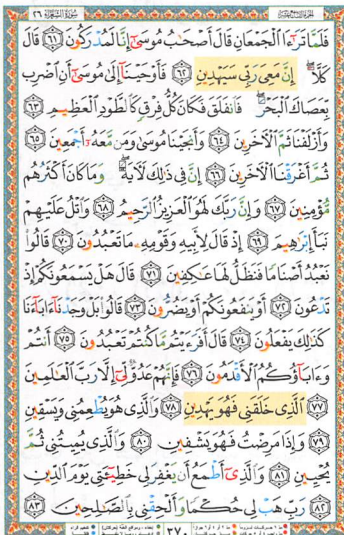 سورة الشعراء ٢٦
فَلَمَّا تَرَٰٓءَا ٱلْجَمْعَانِ قَالَ أَصْحَٰبُ مُوسَىٰٓ إِنَّا لَمُدْرَكُونَ ٦١ قَالَ
كَلَّآ إِنَّ مَعِىَ رَبِّى سَيَهْدِينِ ٦٢ فَأَوْحَيْنَآ إِلَىٰ مُوسَىٰٓ أَنِ ٱضْرِب
بِّعَصَاكَ ٱلْبَحْرَ فَٱنفَلَقَ فَكَانَ كُلُّ فِرْقٍ كَٱلطَّوْدِ ٱلْعَظِيمِ ٦٣
وَأَزْلَفْنَا ثَمَّ ٱلْءَاخَرِينَ ٦٤ وَأَنجَيْنَا مُوسَىٰ وَمَن مَّعَهُۥٓ أَجْمَعِينَ ٦٥
ثُمَّ أَغْرَقْنَا ٱلْءَاخَرِينَ ٦٦ إِنَّ فِى ذَٰلِكَ لَءَايَةً وَمَا كَانَ أَكْثَرُهُم
مُّؤْمِنِينَ ٦٧ وَإِنَّ رَبَّكَ لَهُوَ ٱلْعَزِيزُ ٱلرَّحِيمُ ٦٨ وَٱتْلُ عَلَيْهِمْ
نَبَأَ إِبْرَٰهِيمَ ٦٩ إِذْ قَالَ لِأَبِيهِ وَقَوْمِهِۦ مَا تَعْبُدُونَ ٧٠ قَالُوا۟
نَعْبُدُ أَصْنَامًا فَنَظَلُّ لَهَا عَٰكِفِينَ ٧١ قَالَ هَلْ يَسْمَعُونَكُمْ إِذْ
تَدْعُونَ ٧٢ أَوْ يَنفَعُونَكُمْ أَوْ يَضُرُّونَ ٧٣ قَالُوا۟ بَلْ وَجَدْنَآ ءَابَآءَنَا
كَذَٰلِكَ يَفْعَلُونَ ٧٤ قَالَ أَفَرَءَيْتُم مَّا كُنتُمْ تَعْبُدُونَ ٧٥ أَنتُمْ
وَءَابَآؤُكُمُ ٱلْأَقْدَمُونَ ٧٦ فَإِنَّهُمْ عَدُوٌّ لِّىٓ إِلَّا رَبَّ ٱلْعَٰلَمِينَ
٧٧ ٱلَّذِى خَلَقَنِى فَهُوَ يَهْدِينِ ٧٨ وَٱلَّذِى هُوَ يُطْعِمُنِى وَيَسْقِينِ
٧٩ وَإِذَا مَرِضْتُ فَهُوَ يَشْفِينِ ٨٠ وَٱلَّذِى يُمِيتُنِى ثُمَّ
يُحْيِينِ ٨١ وَٱلَّذِىٓ أَطْمَعُ أَن يَغْفِرَ لِى خَطِيٓـَٔتِى يَوْمَ ٱلدِّينِ
٨٢ رَبِّ هَبْ لِى حُكْمًا وَأَلْحِقْنِى بِٱلصَّٰلِحِينَ ٨٣
٣٧٠